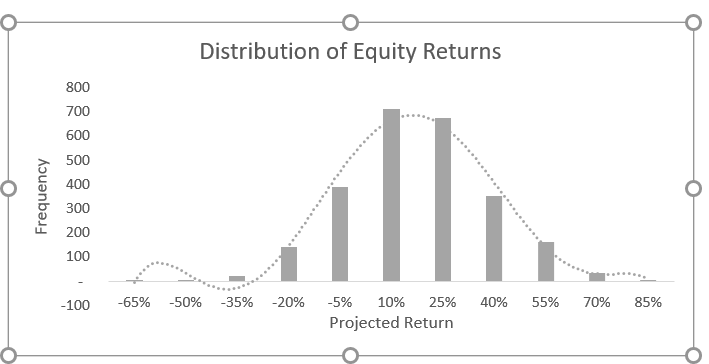 Distribution of Equity Returns
800
700
600
500
400
300
200
100
-
-100
Frequency
-65% -50% -35% -20% -5% 10% 25% 40% 55% 70% 85%
Projected Return